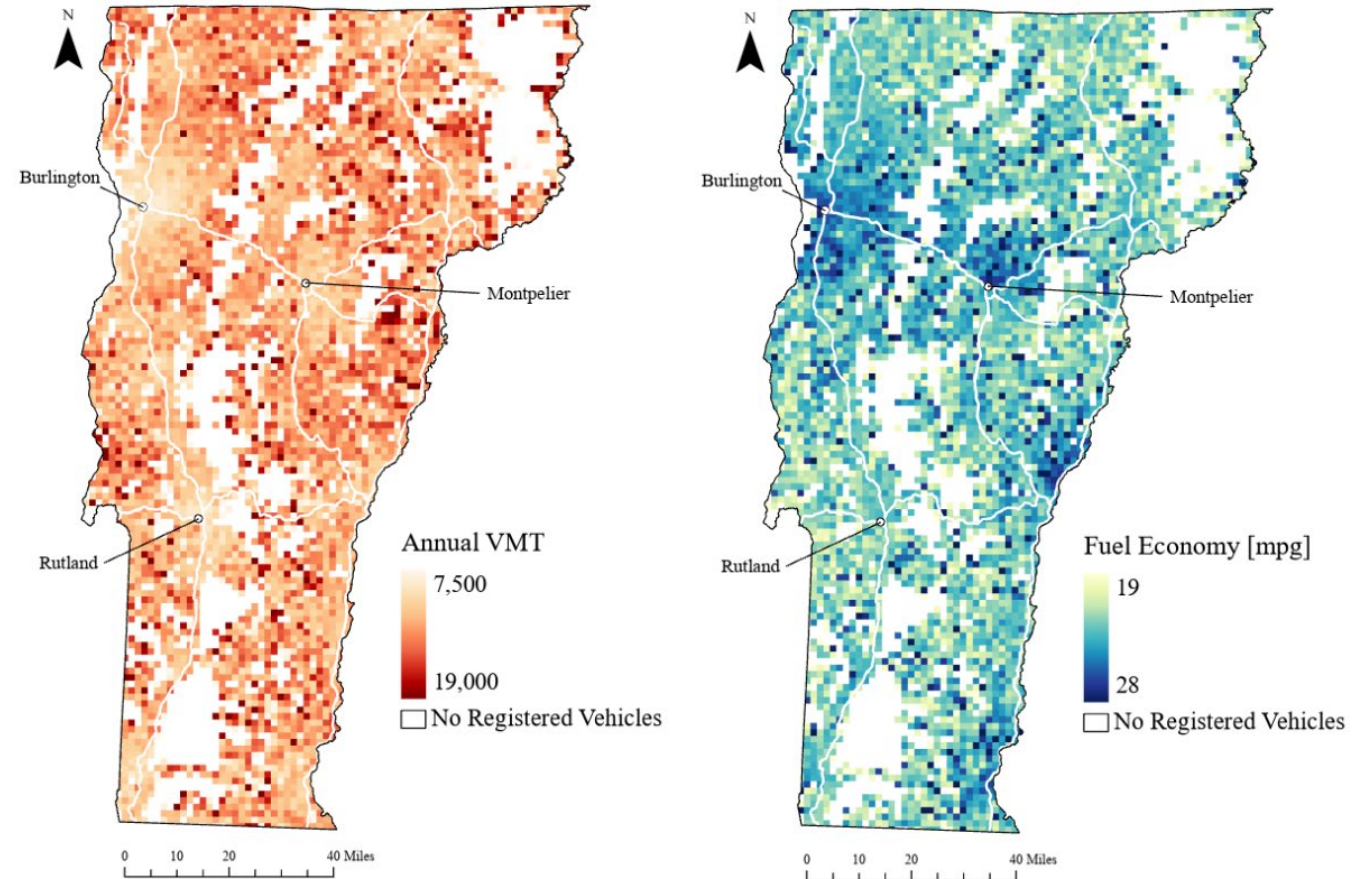 N
Burlington
Montpelier
Rutland
Annual VMT
7,500
19,000
No Registered Vehicles
0 10 20 40 Miles
N
Burlington
Montpelier
Rutland
Fuel Economy [mpg]
19
28
No Registered Vehicles
0 10 20 40 Miles